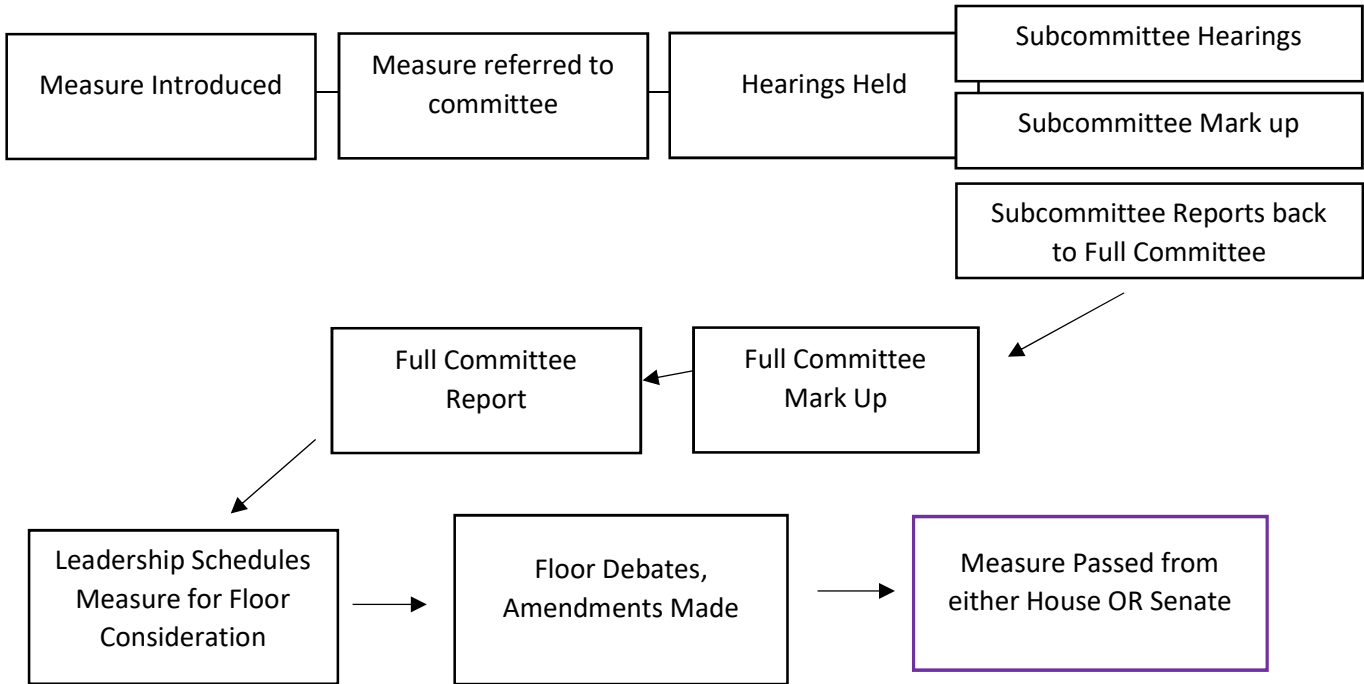 Measure Introduced
Measure referred to
committee
Hearings Held
Subcommittee Hearings
Subcommittee Mark up
Subcommittee Reports back
to Full Committee
Full Committee
Mark Up
Full Committee
Report
Leadership Schedules
Measure for Floor
Consideration
Floor Debates,
Amendments Made
Measure Passed from
either House OR Senate